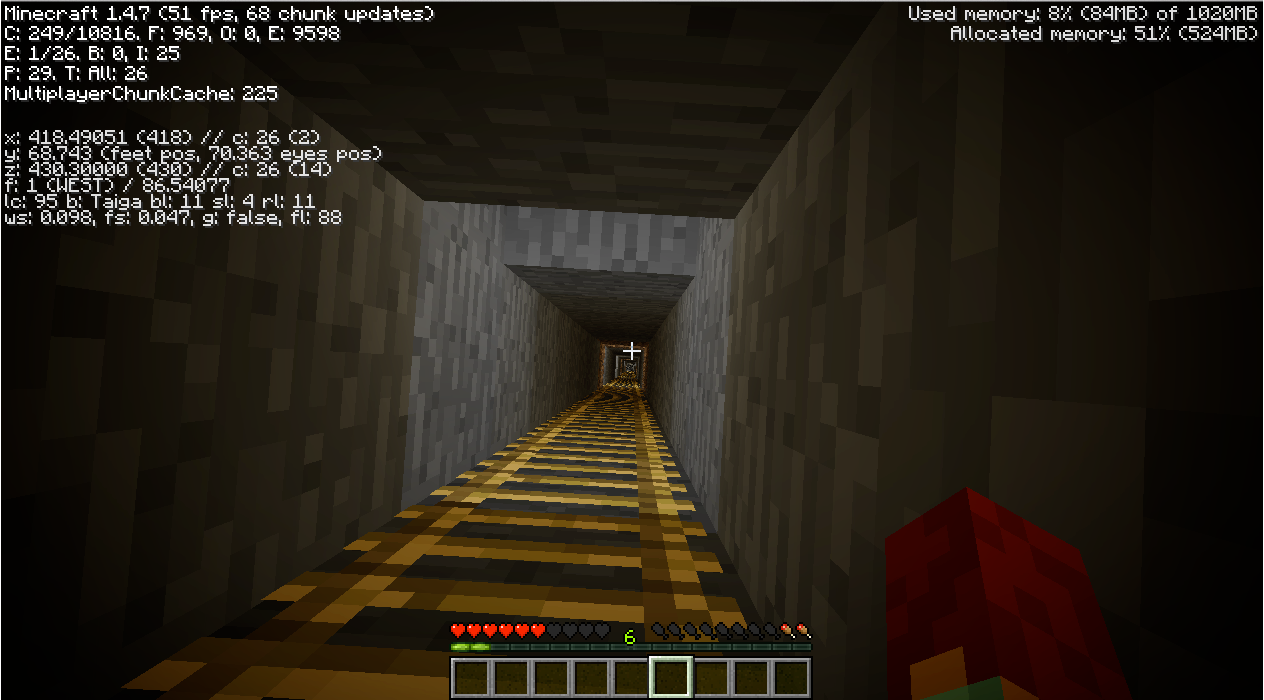 Minecraft 1.4.7 (51 fps, 68 chunk updates)
C: 249/10816. F: 969, O: 0, E: 9598
E: 1/26. B: 0, I: 25
P: 29. T: All: 26
MultiplayerChunkCache: 225
x: 418.49051 (418) // c: 26 (2)
y: 68.743 (feet pos, 70.363 eyes pos)
z: 430.30000 (430) // c: 26 (14)
f: 1 (WEST) / 86.54077
lc: 95 b: Taiga bl: 11 sl: 4 rl: 11
ws: 0.098, fs: 0.047, g: false, fl: 88
Used memory: 8% (84MB) of 1020MB
Allocated memory: 51% (524MB)
6